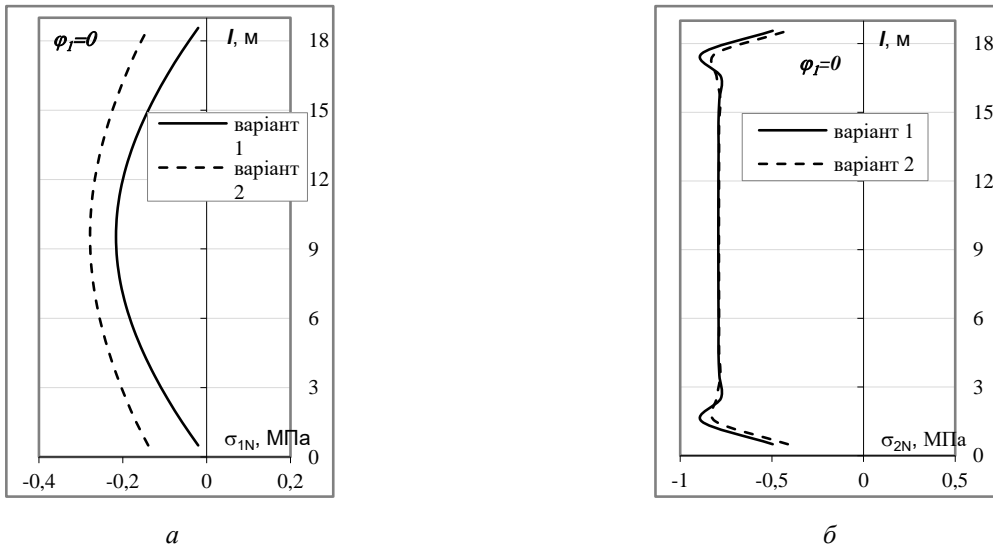 φ₁=0
l, м
18
15
варіант
1
варіант
2
12
9
6
3
σ₁N, МПа
0
-0,4 -0,2 0 0,2
а
l, м
18
φ₁=0
15
варіант 1
варіант 2
12
9
6
3
σ₂N, МПа
0
-1 -0,5 0 0,5
б